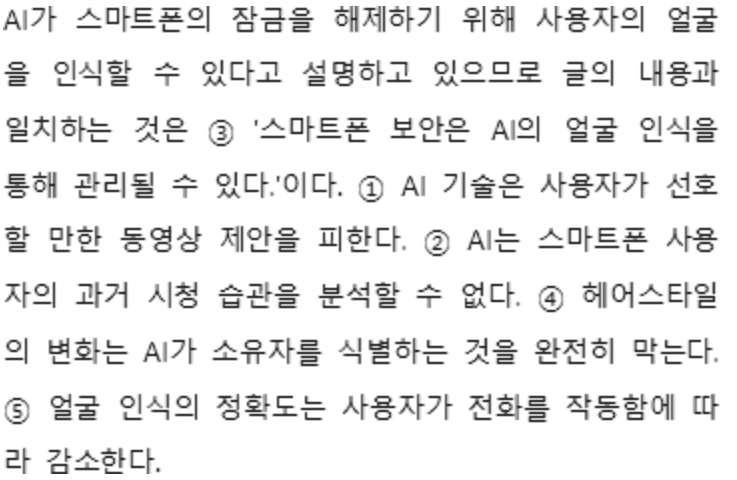 AI가 스마트폰의 잠금을 해제하기 위해 사용자의 얼굴
을 인식할 수 있다고 설명하고 있으므로 글의 내용과
일치하는 것은 ③ '스마트폰 보안은 AI의 얼굴 인식을
통해 관리될 수 있다.'이다. ① AI 기술은 사용자가 선호
할 만한 동영상 제안을 피한다. ② AI는 스마트폰 사용
자의 과거 시청 습관을 분석할 수 없다. ④ 헤어스타일
의 변화는 AI가 소유자를 식별하는 것을 완전히 막는다.
⑤ 얼굴 인식의 정확도는 사용자가 전화를 작동함에 따
라 감소한다.